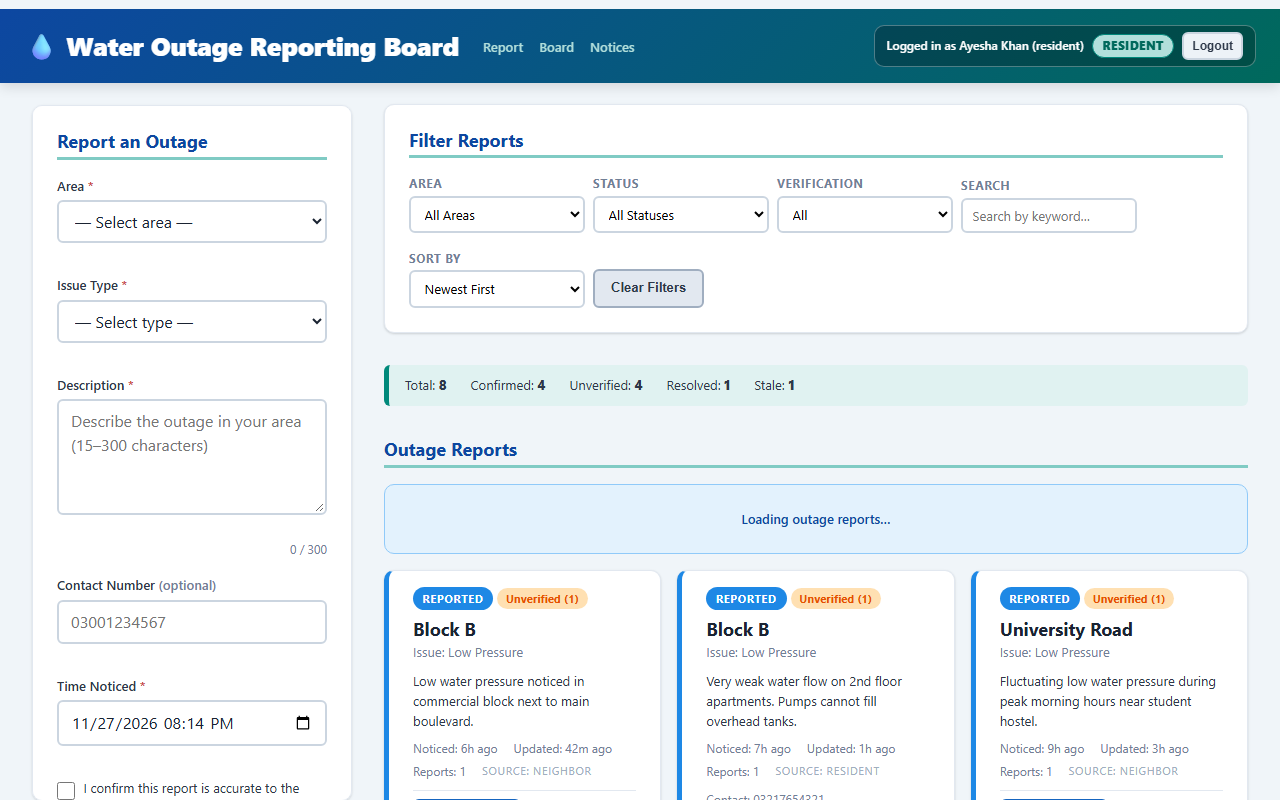 Water Outage Reporting Board
Report Board Notices
Logged in as Ayesha Khan (resident) RESIDENT Logout
Report an Outage
Area *
— Select area —
Issue Type *
— Select type —
Description *
Describe the outage in your area
(15–300 characters)
0 / 300
Contact Number (optional)
03001234567
Time Noticed *
11/27/2026 08:14 PM
I confirm this report is accurate to the
Filter Reports
AREA STATUS VERIFICATION SEARCH
All Areas All Statuses All Search by keyword...
SORT BY
Newest First Clear Filters
Total: 8 Confirmed: 4 Unverified: 4 Resolved: 1 Stale: 1
Outage Reports
Loading outage reports...
REPORTED Unverified (1)
Block B
Issue: Low Pressure
Low water pressure noticed in
commercial block next to main
boulevard.
Noticed: 6h ago Updated: 42m ago
Reports: 1 SOURCE: NEIGHBOR
REPORTED Unverified (1)
Block B
Issue: Low Pressure
Very weak water flow on 2nd floor
apartments. Pumps cannot fill
overhead tanks.
Noticed: 7h ago Updated: 1h ago
Reports: 1 SOURCE: RESIDENT
Contact: 03217654321
REPORTED Unverified (1)
University Road
Issue: Low Pressure
Fluctuating low water pressure during
peak morning hours near student
hostel.
Noticed: 9h ago Updated: 3h ago
Reports: 1 SOURCE: NEIGHBOR